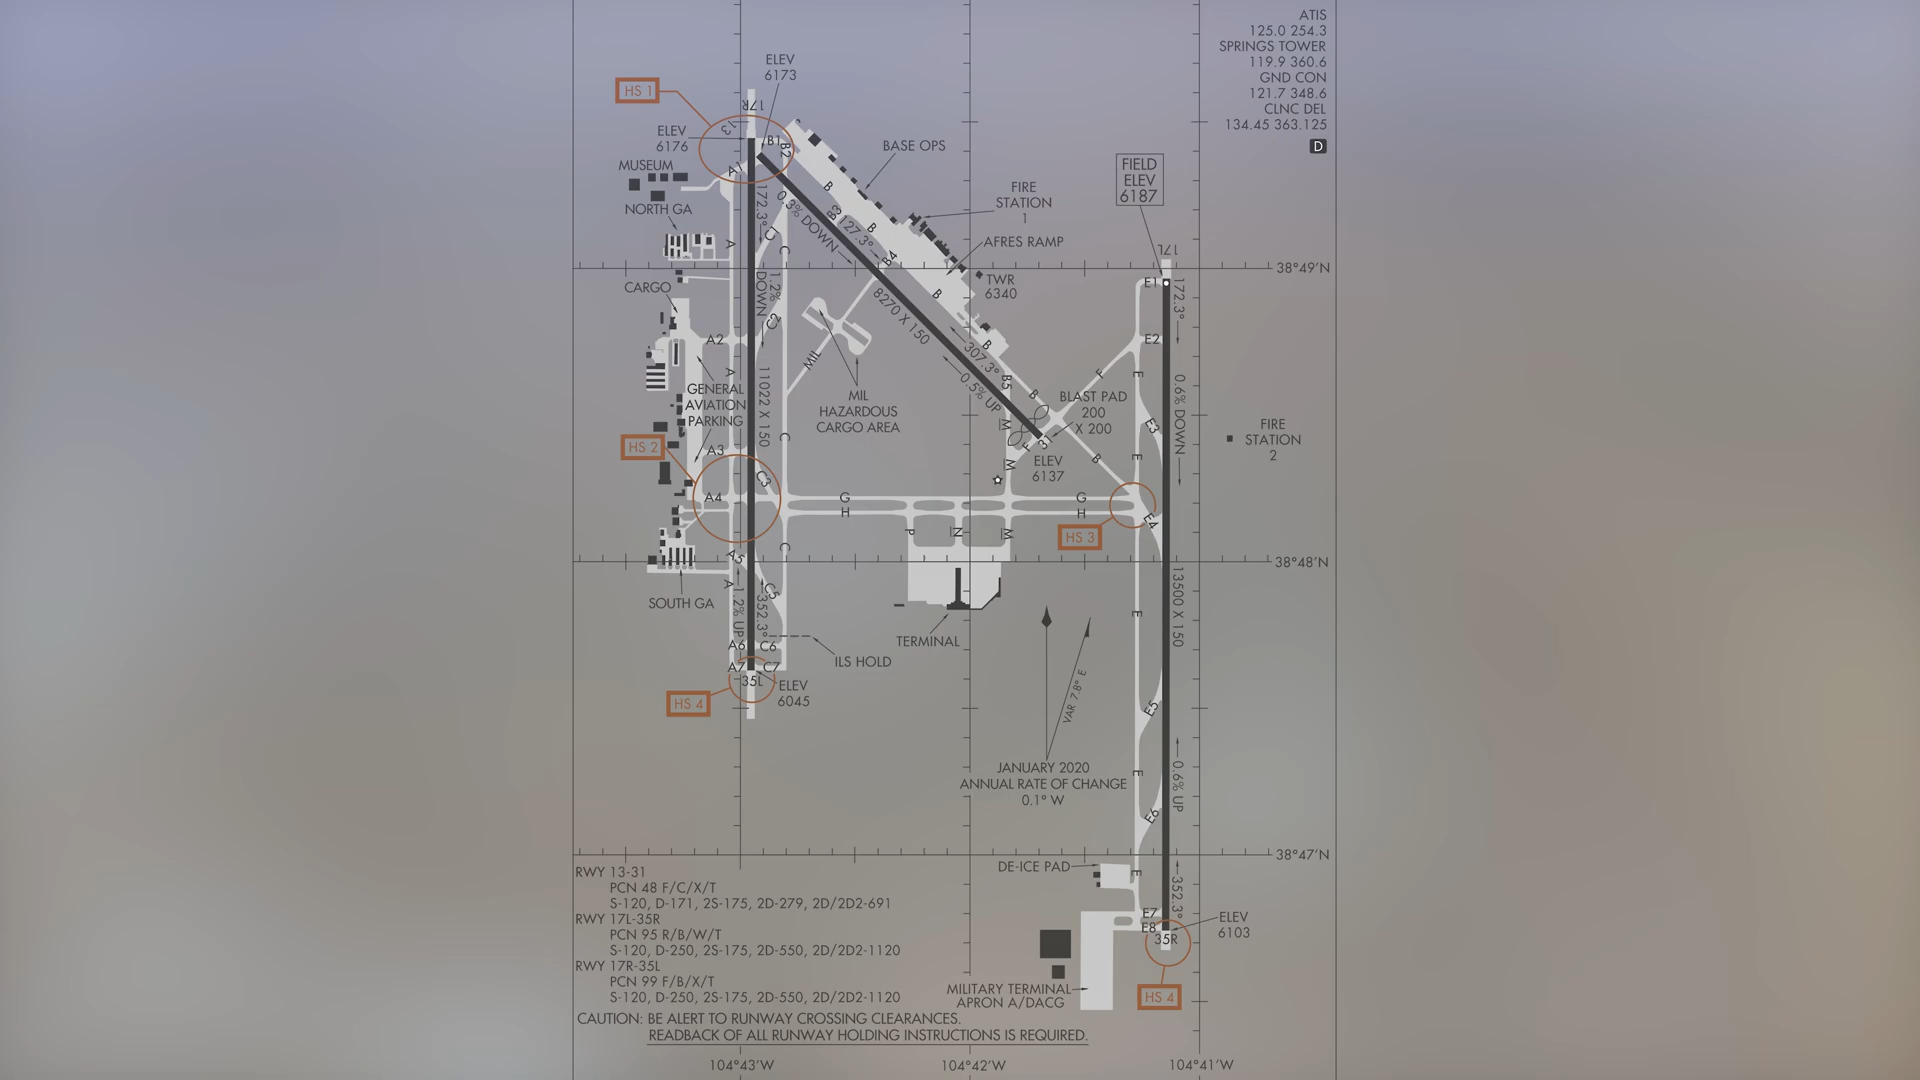 ATIS
125.0 254.3
SPRINGS TOWER
119.9 360.6
GND CON
121.7 348.6
CLNC DEL
134.45 363.125
D
ELEV
6173
HS 1
17R
13
ELEV
6176
B1
B2
A1
MUSEUM
BASE OPS
FIELD
ELEV
6187
FIRE
STATION
1
NORTH GA
172.3°
0.3% DOWN
B
B3
127.3°
B
B4
C1
C
A
AFRES RAMP
17L
38°49'N
CARGO
1.2%
DOWN
C2
TWR
6340
B
E1
172.3°
8270 X 150
A2
MIL
307.3°
0.5% UP
B
E2
A
GENERAL
AVIATION
PARKING
11022 X 150
MIL
HAZARDOUS
CARGO AREA
B5
B
F
E
BLAST PAD
200
X 200
0.6% DOWN
E3
FIRE
STATION
2
M
F
31
HS 2
A3
C
C3
ELEV
6137
M
B
E
A4
G
G
H
H
E4
P
N
M
HS 3
A5
C
38°48'N
A
C5
1.2% UP
352.3°
SOUTH GA
13500 X 150
E
TERMINAL
A6
C6
ILS HOLD
A7
C7
35L
ELEV
6045
HS 4
VAR 7.8° E
E5
JANUARY 2020
ANNUAL RATE OF CHANGE
0.1° W
E
0.6% UP
E6
38°47'N
DE-ICE PAD
E
352.3°
E7
E8
35R
ELEV
6103
HS 4
MILITARY TERMINAL
APRON A/DACG
RWY 13-31
PCN 48 F/C/X/T
S-120, D-171, 2S-175, 2D-279, 2D/2D2-691
RWY 17L-35R
PCN 95 R/B/W/T
S-120, D-250, 2S-175, 2D-550, 2D/2D2-1120
RWY 17R-35L
PCN 99 F/B/X/T
S-120, D-250, 2S-175, 2D-550, 2D/2D2-1120
CAUTION: BE ALERT TO RUNWAY CROSSING CLEARANCES.
READBACK OF ALL RUNWAY HOLDING INSTRUCTIONS IS REQUIRED.
104°43'W
104°42'W
104°41'W